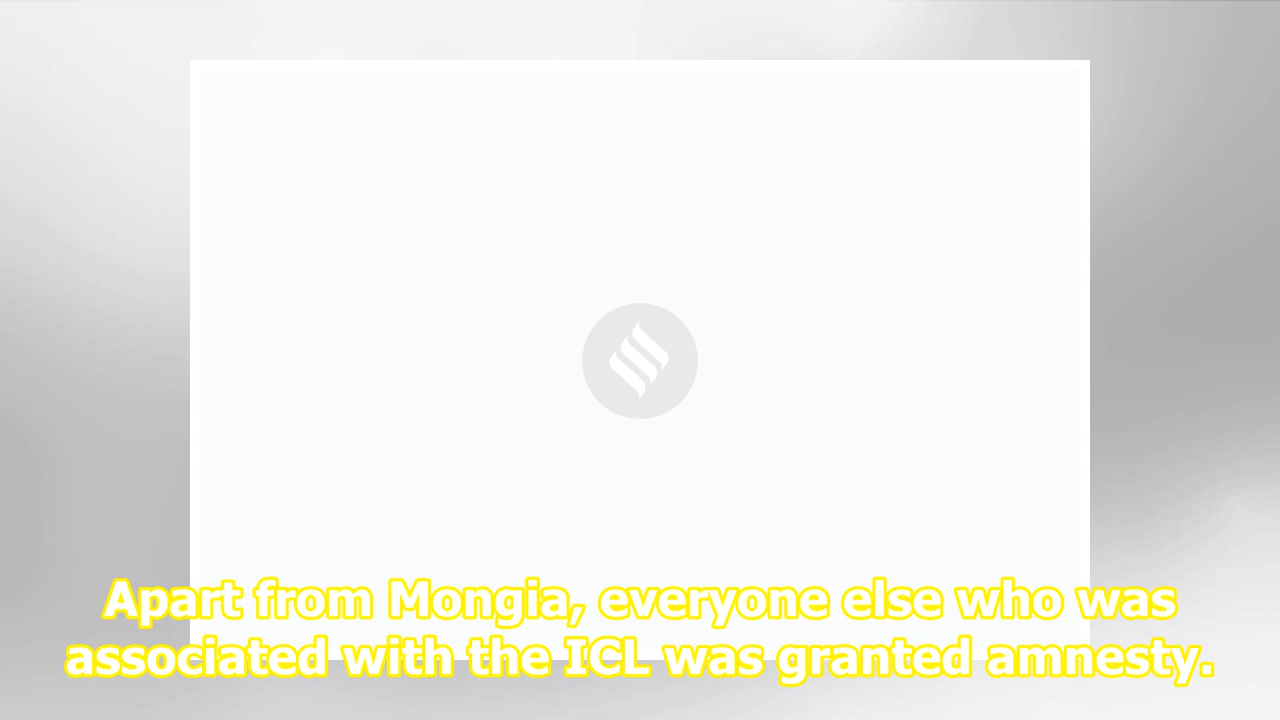 Apart from Mongia, everyone else who was
associated with the ICL was granted amnesty.